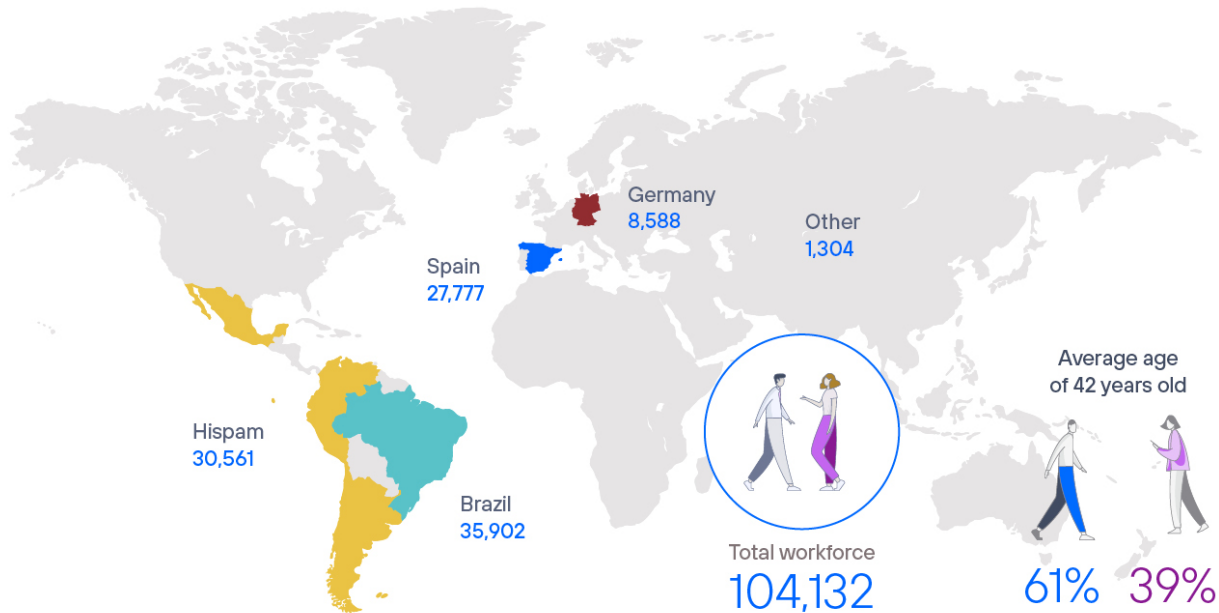 Germany
8,588
Other
1,304
Spain
27,777
Average age
of 42 years old
Hispam
30,561
Brazil
35,902
Total workforce
104,132
61% 39%